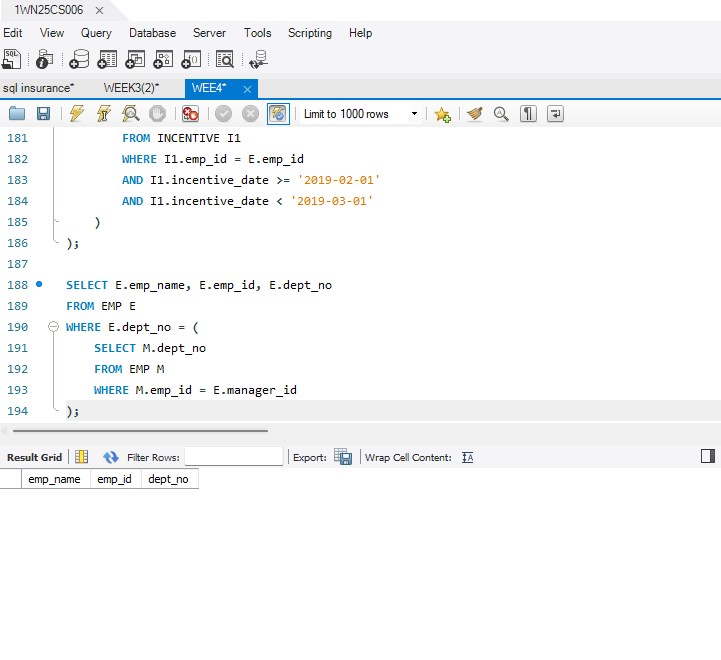 1WN25CS006
Edit View Query Database Server Tools Scripting Help
sql insurance* WEEK3(2)* WEE4*
Limit to 1000 rows
181 FROM INCENTIVE I1
182 WHERE I1.emp_id = E.emp_id
183 AND I1.incentive_date >= '2019-02-01'
184 AND I1.incentive_date < '2019-03-01'
185 )
186 );
187
188 SELECT E.emp_name, E.emp_id, E.dept_no
189 FROM EMP E
190 WHERE E.dept_no = (
191 SELECT M.dept_no
192 FROM EMP M
193 WHERE M.emp_id = E.manager_id
194 );
Result Grid Filter Rows: Export: Wrap Cell Content:
emp_name emp_id dept_no